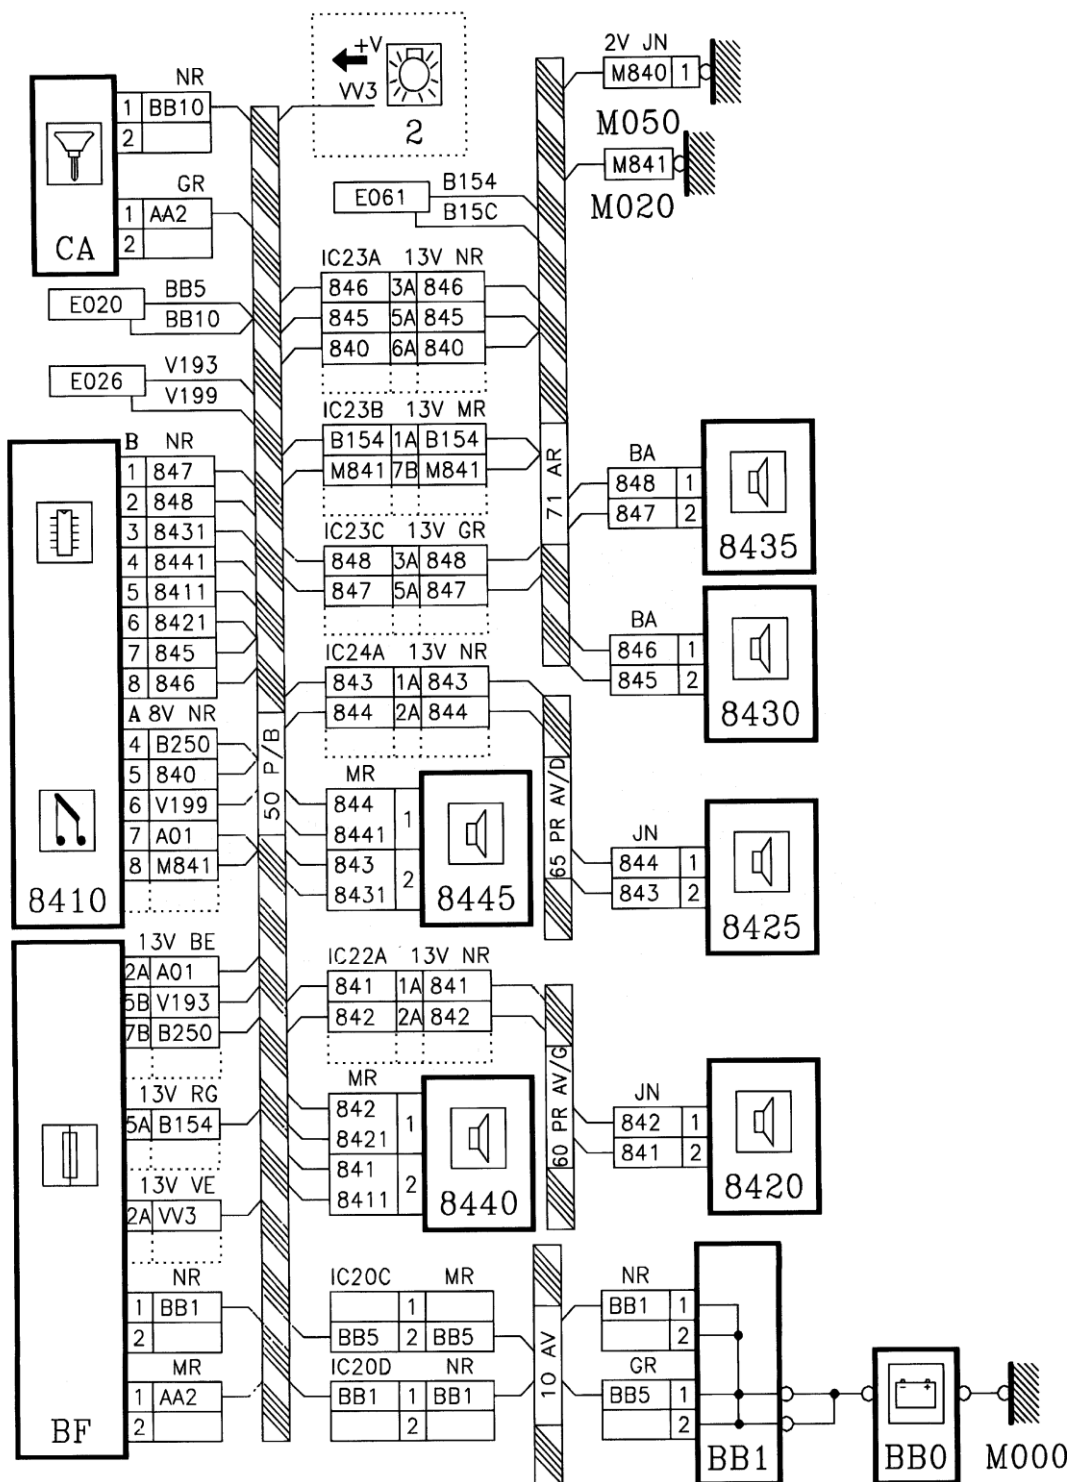 NR
1 BB10
2
GR
1 AA2
2
CA
+V
VV3
2
2V JN
M840 1
M050
M841
M020
E061
B154
B15C
E020
BB5
BB10
E026
V193
V199
IC23A 13V NR
846 3A 846
845 5A 845
840 6A 840
IC23B 13V MR
B154 1A B154
M841 7B M841
IC23C 13V GR
848 3A 848
847 5A 847
71 AR
B NR
1 847
2 848
3 8431
4 8441
5 8411
6 8421
7 845
8 846
A 8V NR
4 B250
5 840
6 V199
7 A01
8 M841
8410
50 P/B
BA
848 1
847 2
8435
BA
846 1
845 2
8430
IC24A 13V NR
843 1A 843
844 2A 844
MR
844
8441
1
843
8431
2
8445
65 PR AV/D
JN
844 1
843 2
8425
13V BE
2A A01
5B V193
7B B250
13V RG
5A B154
13V VE
2A VV3
NR
1 BB1
2
MR
1 AA2
2
BF
IC22A 13V NR
841 1A 841
842 2A 842
MR
842
8421
1
841
8411
2
8440
60 PR AV/G
JN
842 1
841 2
8420
IC20C MR
1
BB5 2 BB5
IC20D NR
BB1 1 BB1
2
10 AV
NR
BB1 1
2
GR
BB5 1
2
BB1
BB0
M000